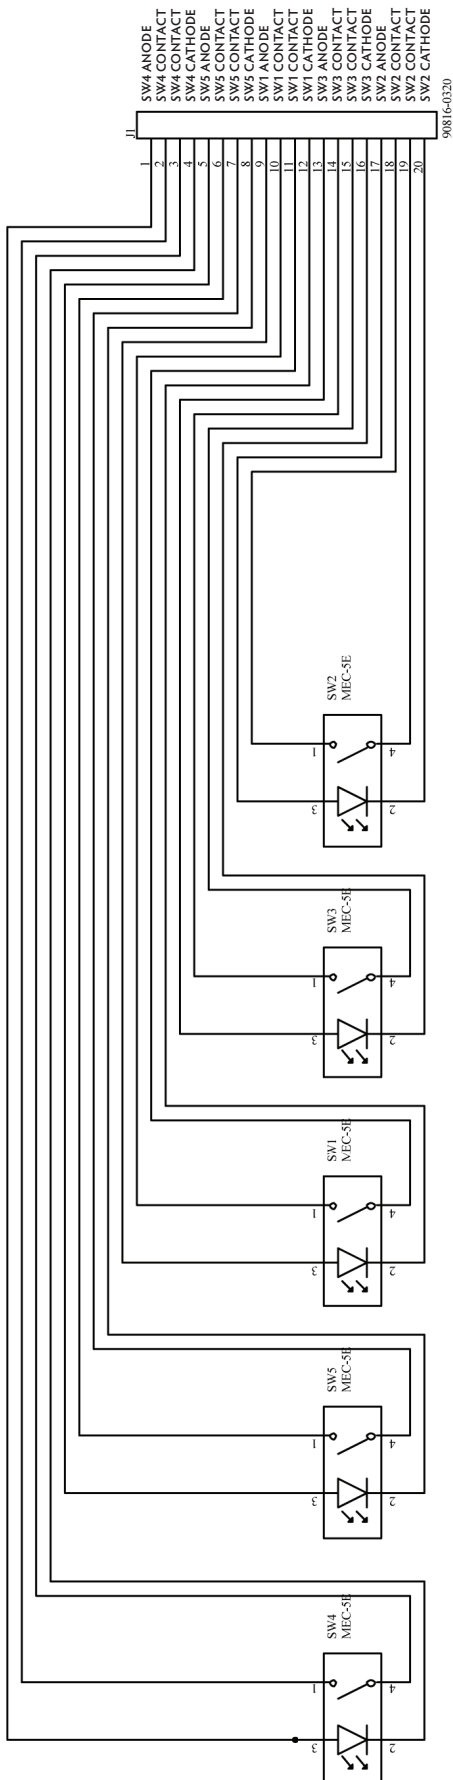 SW4 ANODE
SW4 CONTACT
SW4 CONTACT
SW4 CATHODE
SW5 ANODE
SW5 CONTACT
SW5 CONTACT
SW5 CATHODE
SW1 ANODE
SW1 CONTACT
SW1 CONTACT
SW1 CATHODE
SW3 ANODE
SW3 CONTACT
SW3 CONTACT
SW3 CATHODE
SW2 ANODE
SW2 CONTACT
SW2 CONTACT
SW2 CATHODE
J1
90816-0320
1
2
3
4
5
6
7
8
9
10
11
12
13
14
15
16
17
18
19
20
SW2
MEC-5E
1
4
3
2
SW3
MEC-5E
1
4
3
2
SW1
MEC-5E
1
4
3
2
SW5
MEC-5E
1
4
3
2
SW4
MEC-5E
1
4
3
2